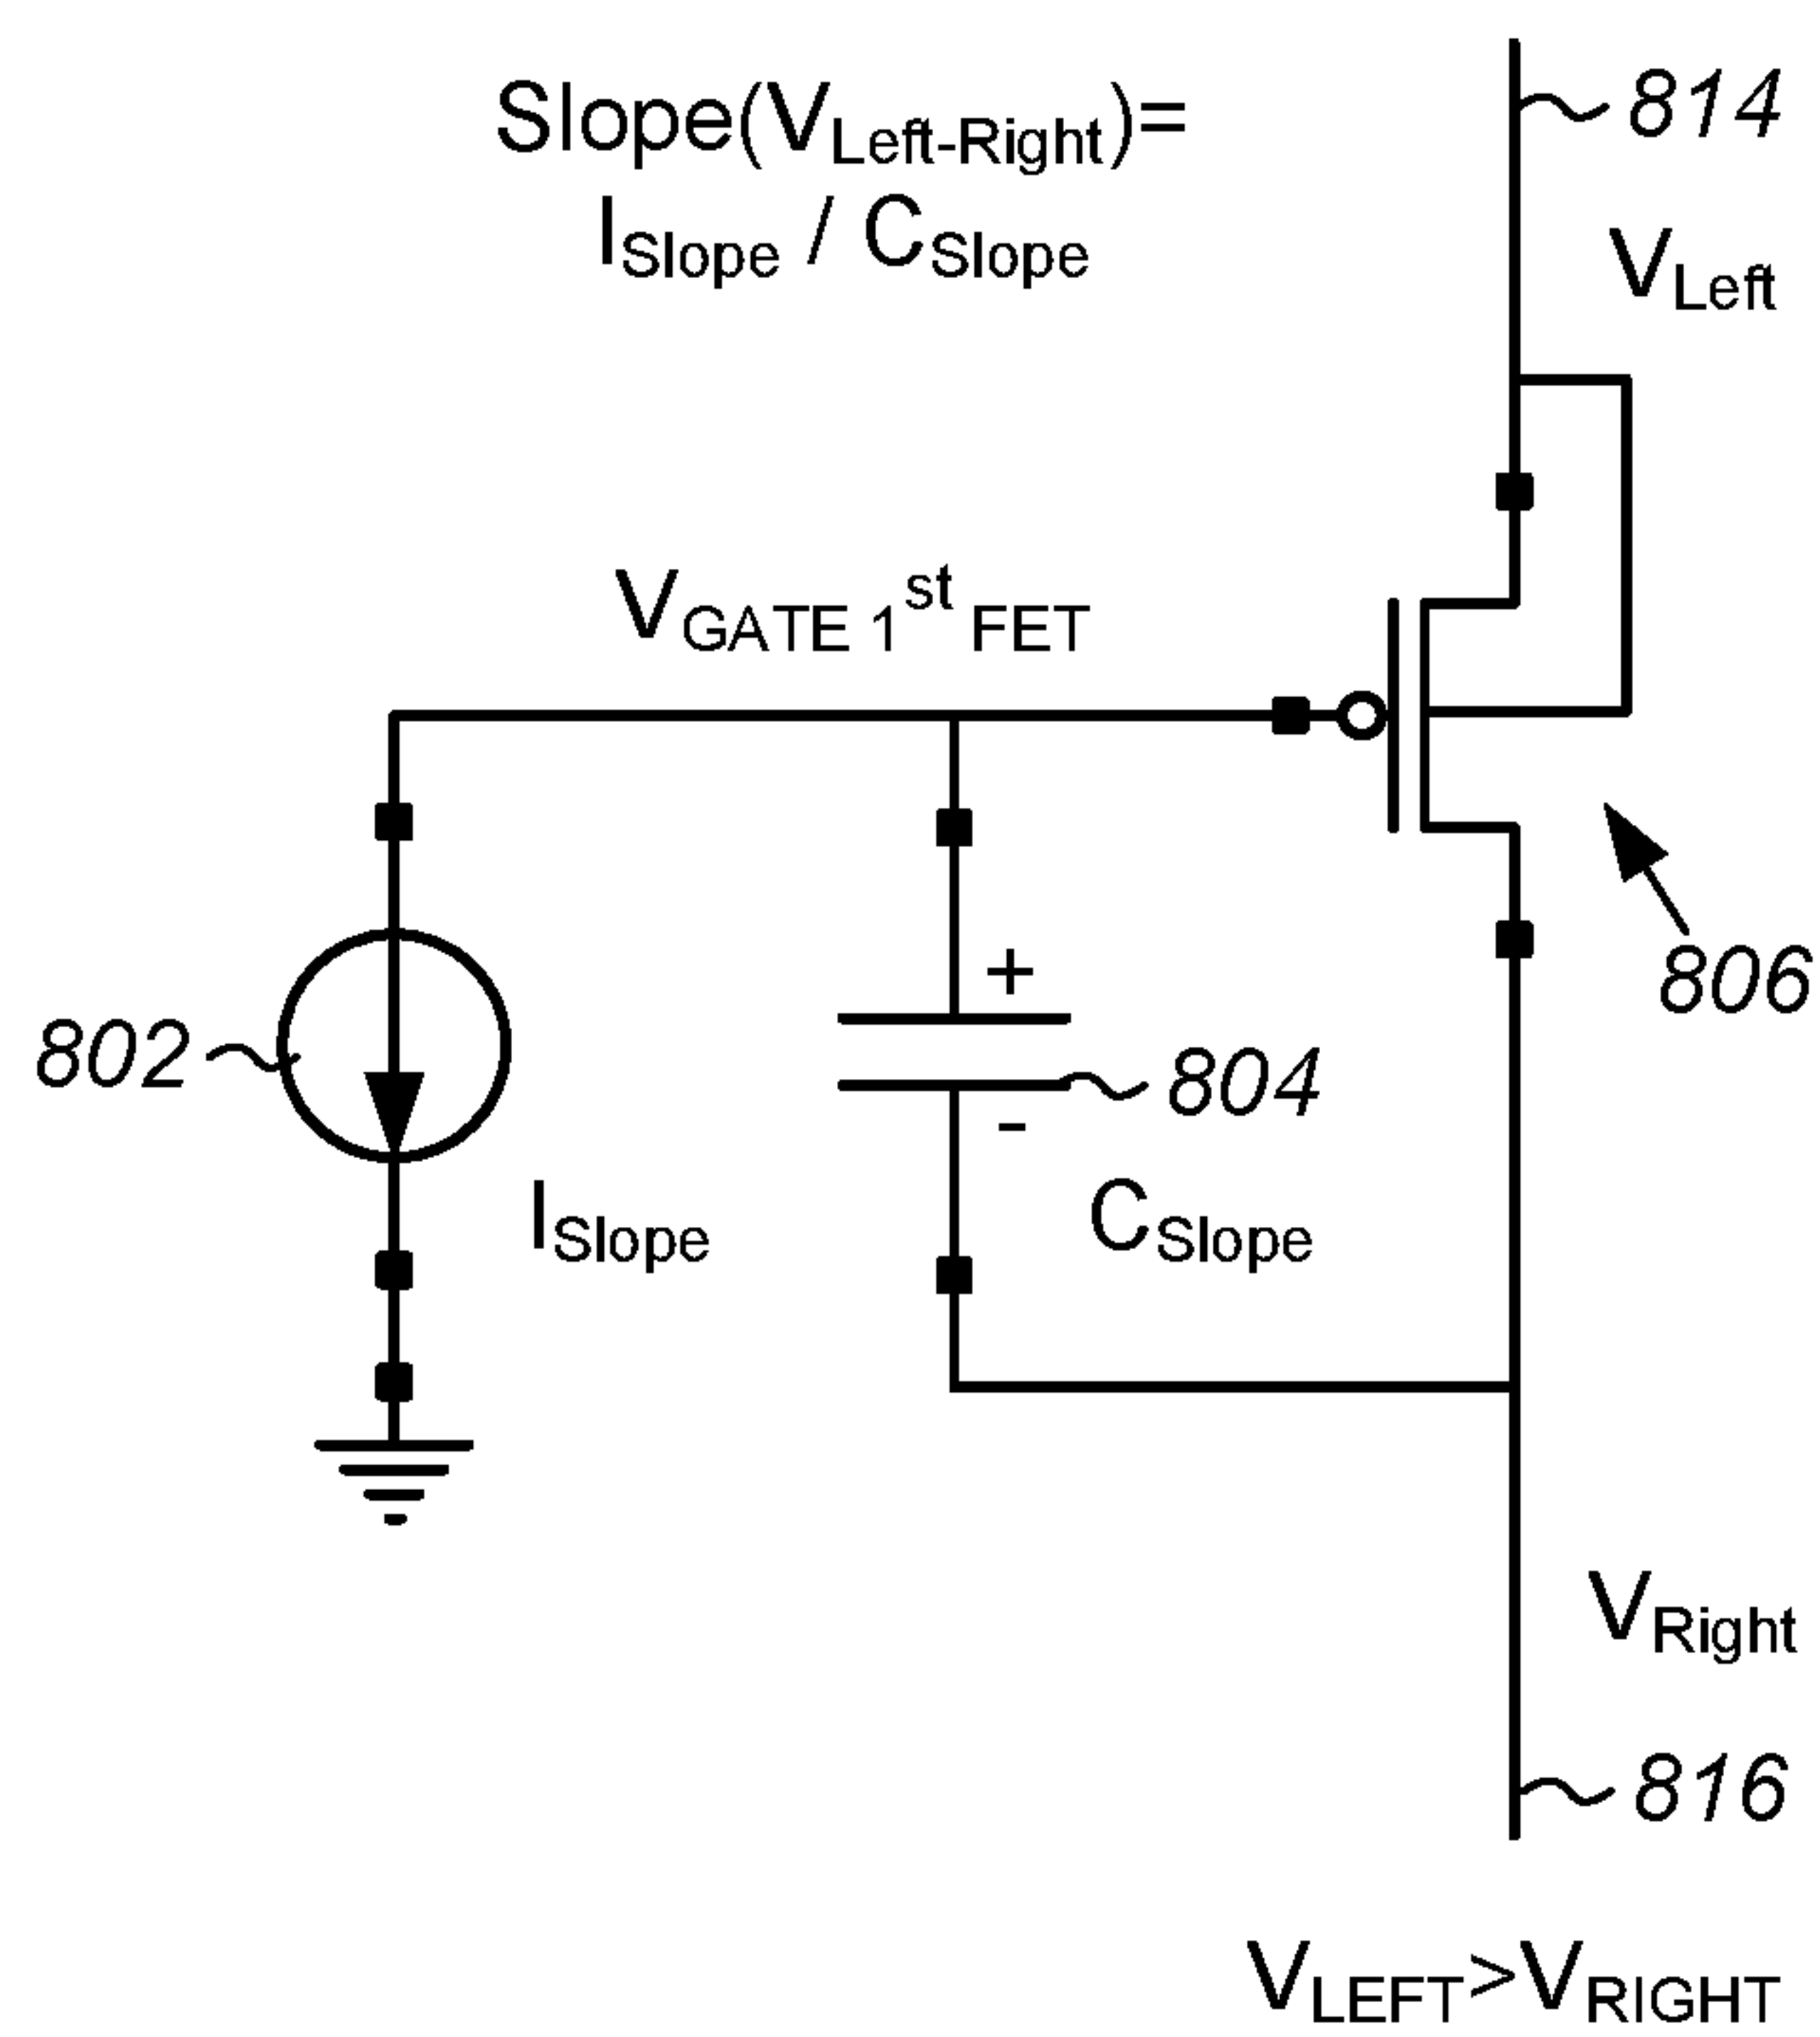 Slope(VLeft-Right)=
ISlope / CSlope
814
VLeft
VGATE 1st FET
806
802
+
804
-
ISlope
CSlope
VRight
816
VLEFT>VRIGHT